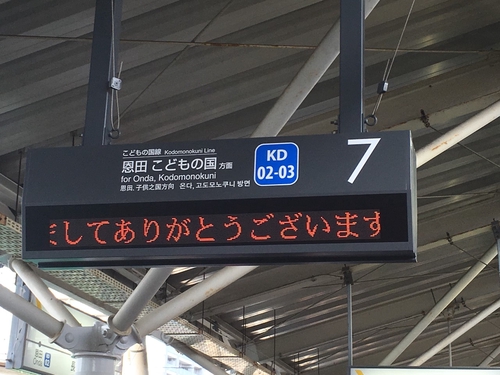 こどもの国線 Kodomonokuni Line
恩田 こどもの国 方面
for Onda, Kodomonokuni
恩田, 子供之国方向 온다, 고도모노쿠니 방면
KD
02-03
7
してありがとうございます